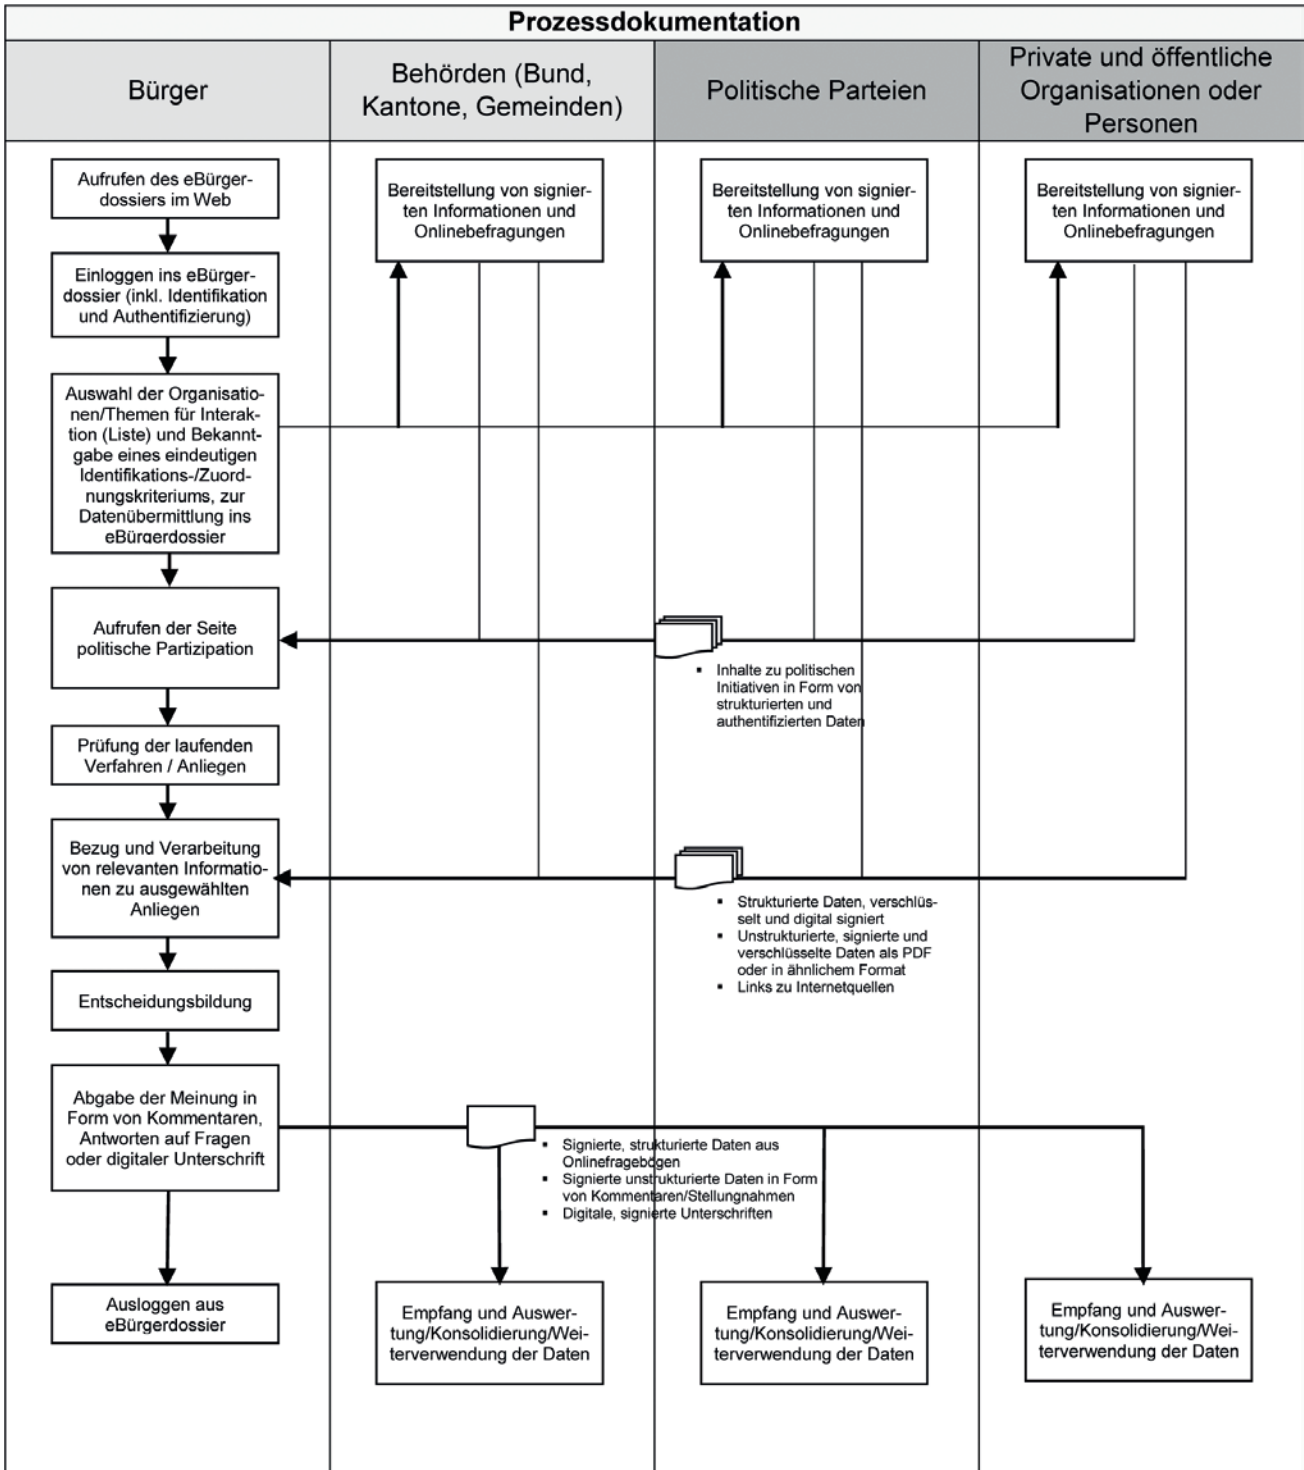 Prozessdokumentation
Bürger
Behörden (Bund,
Kantone, Gemeinden)
Politische Parteien
Private und öffentliche
Organisationen oder
Personen
Aufrufen des eBürger-
dossiers im Web
Bereitstellung von signier-
ten Informationen und
Onlinebefragungen
Bereitstellung von signier-
ten Informationen und
Onlinebefragungen
Bereitstellung von signier-
ten Informationen und
Onlinebefragungen
Einloggen ins eBürger-
dossier (inkl. Identifikation
und Authentifizierung)
Auswahl der Organisatio-
nen/Themen für Interak-
tion (Liste) und Bekannt-
gabe eines eindeutigen
Identifikations-/Zuord-
nungskriteriums, zur
Datenübermittlung ins
eBürgerdossier
Aufrufen der Seite
politische Partizipation
▪ Inhalte zu politischen
Initiativen in Form von
strukturierten und
authentifizierten Daten
Prüfung der laufenden
Verfahren / Anliegen
Bezug und Verarbeitung
von relevanten Informatio-
nen zu ausgewählten
Anliegen
▪ Strukturierte Daten, verschlüs-
selt und digital signiert
▪ Unstrukturierte, signierte und
verschlüsselte Daten als PDF
oder in ähnlichem Format
▪ Links zu Internetquellen
Entscheidungsbildung
Abgabe der Meinung in
Form von Kommentaren,
Antworten auf Fragen
oder digitaler Unterschrift
▪ Signierte, strukturierte Daten aus
Onlinefragebögen
▪ Signierte unstrukturierte Daten in Form
von Kommentaren/Stellungnahmen
▪ Digitale, signierte Unterschriften
Ausloggen aus
eBürgerdossier
Empfang und Auswer-
tung/Konsolidierung/Wei-
terverwendung der Daten
Empfang und Auswer-
tung/Konsolidierung/Wei-
terverwendung der Daten
Empfang und Auswer-
tung/Konsolidierung/Wei-
terverwendung der Daten